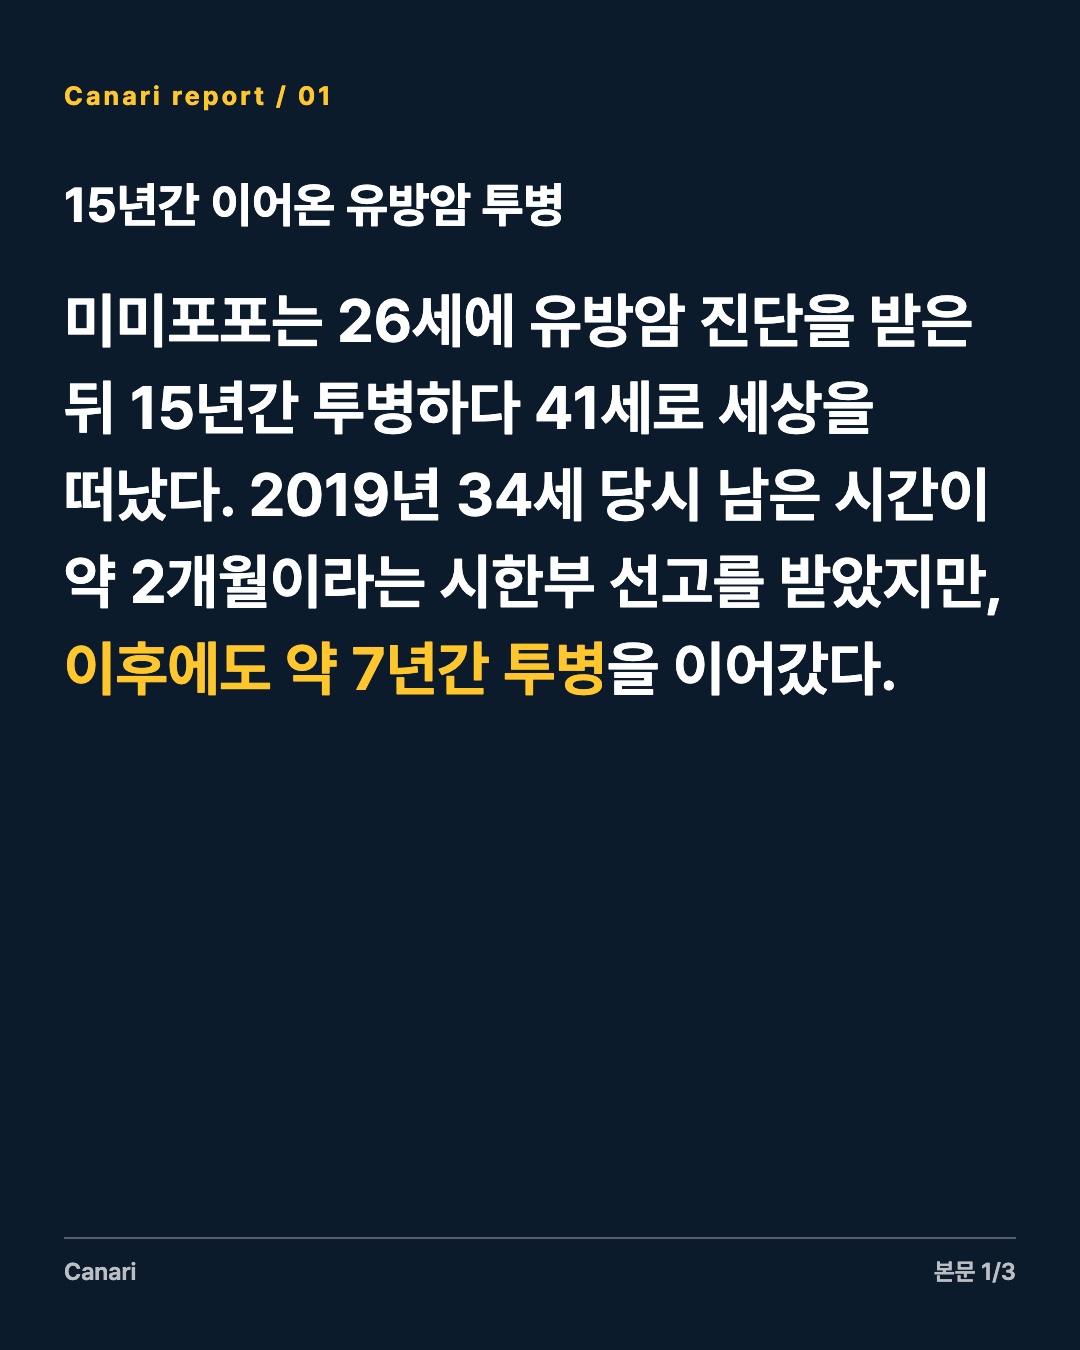 Canari report / 01
15년간 이어온 유방암 투병
미미포포는 26세에 유방암 진단을 받은
뒤 15년간 투병하다 41세로 세상을
떠났다. 2019년 34세 당시 남은 시간이
약 2개월이라는 시한부 선고를 받았지만,
이후에도 약 7년간 투병을 이어갔다.
Canari
본문 1/3